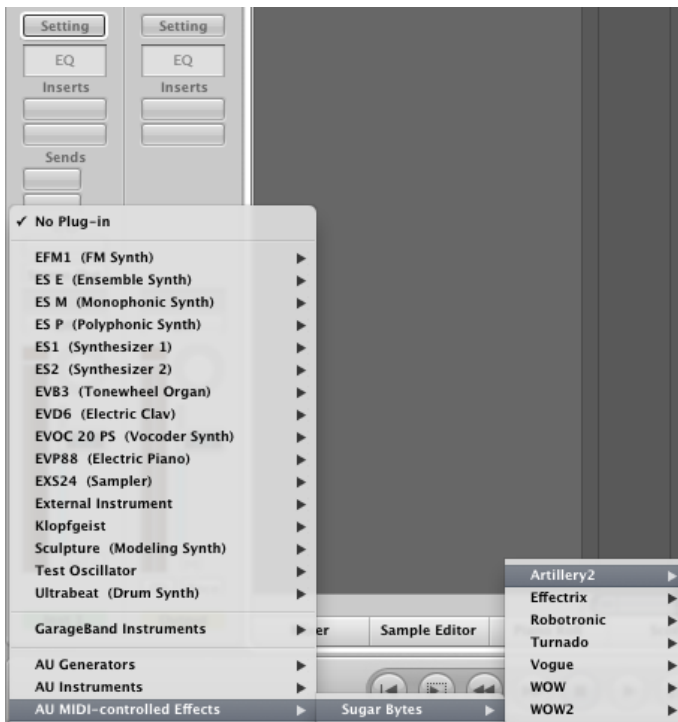 Setting
Setting
EQ
EQ
Inserts
Inserts
Sends
✓ No Plug-in
EFM1 (FM Synth)
ES E (Ensemble Synth)
ES M (Monophonic Synth)
ES P (Polyphonic Synth)
ES1 (Synthesizer 1)
ES2 (Synthesizer 2)
EVB3 (Tonewheel Organ)
EVD6 (Electric Clav)
EVOC 20 PS (Vocoder Synth)
EVP88 (Electric Piano)
EXS24 (Sampler)
External Instrument
Klopfgeist
Sculpture (Modeling Synth)
Test Oscillator
Ultrabeat (Drum Synth)
GarageBand Instruments
AU Generators
AU Instruments
AU MIDI-controlled Effects
er
Sample Editor
Sugar Bytes
Artillery2
Effectrix
Robotronic
Turnado
Vogue
WOW
WOW2